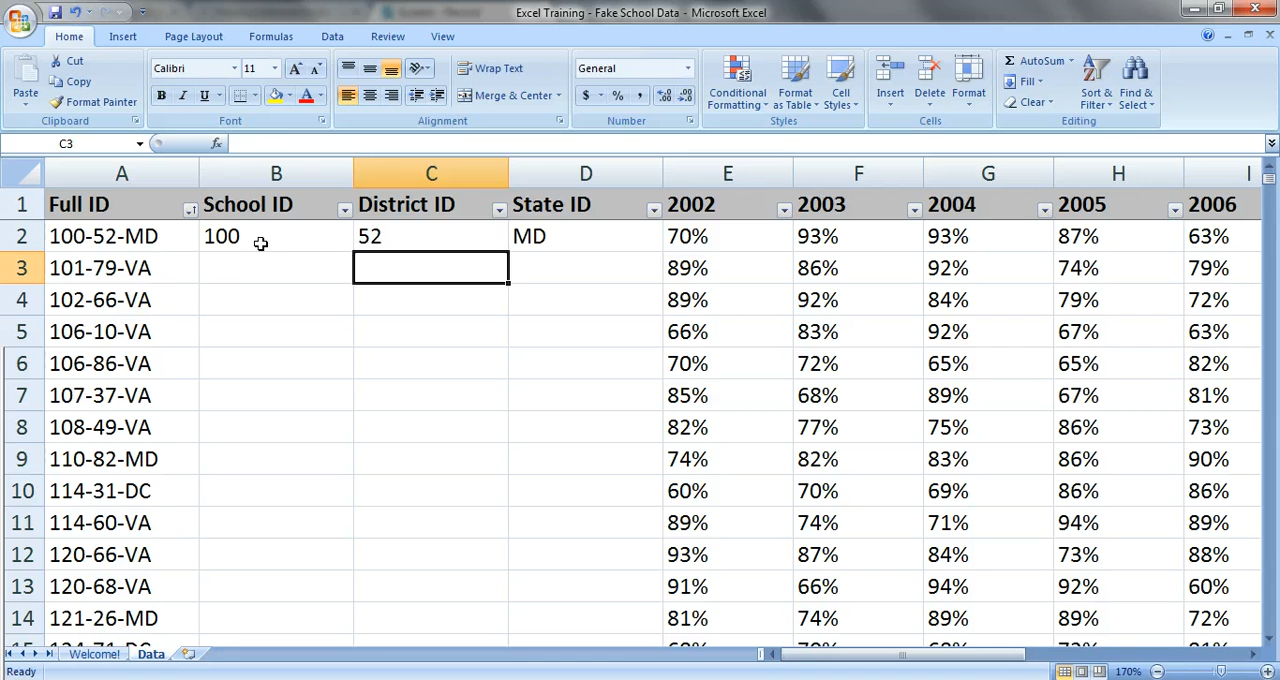 Excel Training - Fake School Data - Microsoft Excel
Home Insert Page Layout Formulas Data Review View
Paste Cut Copy Format Painter
Calibri 11 A A
B I U A
Wrap Text Merge & Center
General $ % ,
Conditional Formatting Format as Table Cell Styles
Insert Delete Format
Σ AutoSum Fill Clear Sort & Filter Find & Select
Clipboard Font Alignment Number Styles Cells Editing
C3 fx
A B C D E F G H I
1 Full ID School ID District ID State ID 2002 2003 2004 2005 2006
2 100-52-MD 100 52 MD 70% 93% 93% 87% 63%
3 101-79-VA 89% 86% 92% 74% 79%
4 102-66-VA 89% 92% 84% 79% 72%
5 106-10-VA 66% 83% 92% 67% 63%
6 106-86-VA 70% 72% 65% 65% 82%
7 107-37-VA 85% 68% 89% 67% 81%
8 108-49-VA 82% 77% 75% 86% 73%
9 110-82-MD 74% 82% 83% 86% 90%
10 114-31-DC 60% 70% 69% 86% 86%
11 114-60-VA 89% 74% 71% 94% 89%
12 120-66-VA 93% 87% 84% 73% 88%
13 120-68-VA 91% 66% 94% 92% 60%
14 121-26-MD 81% 74% 89% 89% 72%
Welcome! Data
Ready 170%